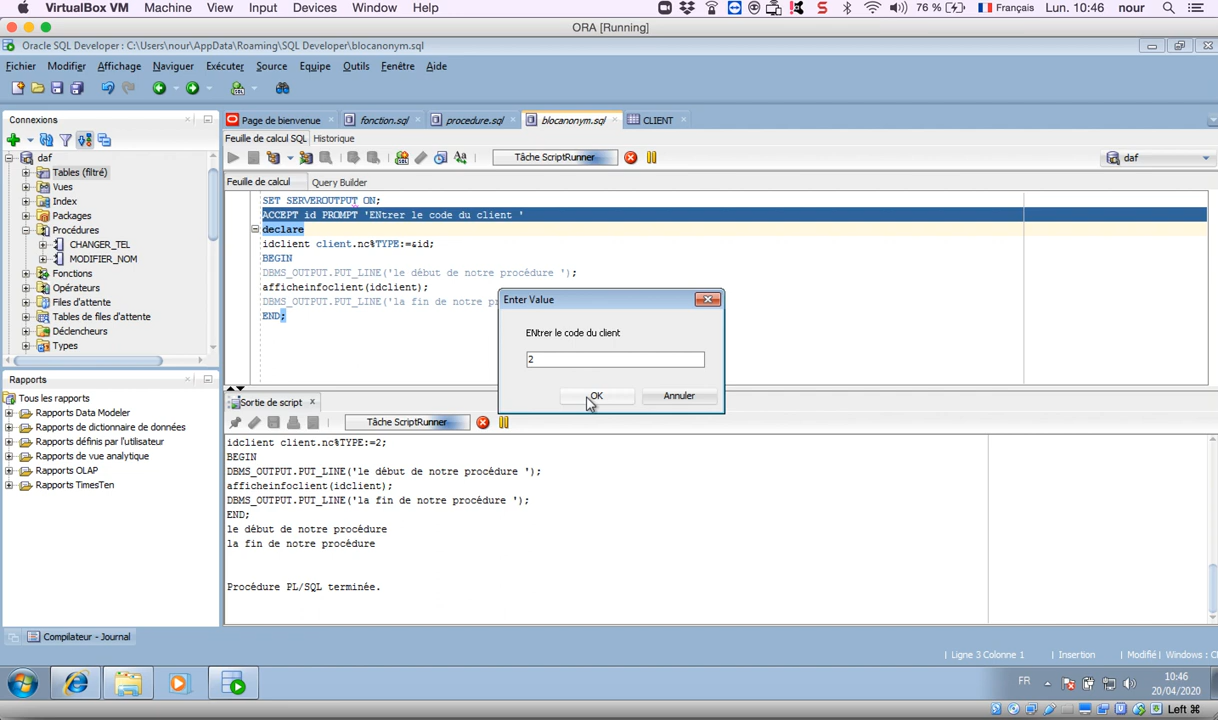 VirtualBox VM Machine View Input Devices Window Help 76 % Français Lun. 10:46 nour
ORA [Running]
Oracle SQL Developer : C:\Users\nour\AppData\Roaming\SQL Developer\blocanonym.sql
Fichier Modifier Affichage Naviguer Exécuter Source Equipe Outils Fenêtre Aide
Connexions
daf
Tables (filtré)
Vues
Index
Packages
Procédures
CHANGER_TEL
MODIFIER_NOM
Fonctions
Opérateurs
Files d'attente
Tables de files d'attente
Déclencheurs
Types
Rapports
Tous les rapports
Rapports Data Modeler
Rapports de dictionnaire de données
Rapports définis par l'utilisateur
Rapports de vue analytique
Rapports OLAP
Rapports TimesTen
Page de bienvenue fonction.sql procedure.sql blocanonym.sql CLIENT
Feuille de calcul SQL Historique
Tâche ScriptRunner daf
Feuille de calcul Query Builder
SET SERVEROUTPUT ON;
ACCEPT id PROMPT 'ENtrer le code du client '
declare
idclient client.nc%TYPE:=&id;
BEGIN
DBMS_OUTPUT.PUT_LINE('le début de notre procédure ');
afficheinfoclient(idclient);
DBMS_OUTPUT.PUT_LINE('la fin de notre p
END;
Enter Value
ENtrer le code du client
2
OK Annuler
Sortie de script
Tâche ScriptRunner
idclient client.nc%TYPE:=2;
BEGIN
DBMS_OUTPUT.PUT_LINE('le début de notre procédure ');
afficheinfoclient(idclient);
DBMS_OUTPUT.PUT_LINE('la fin de notre procédure ');
END;
le début de notre procédure
la fin de notre procédure
Procédure PL/SQL terminée.
Compilateur - Journal
Ligne 3 Colonne 1 Insertion Modifié Windows : C
FR 10:46
20/04/2020
Left ⌘